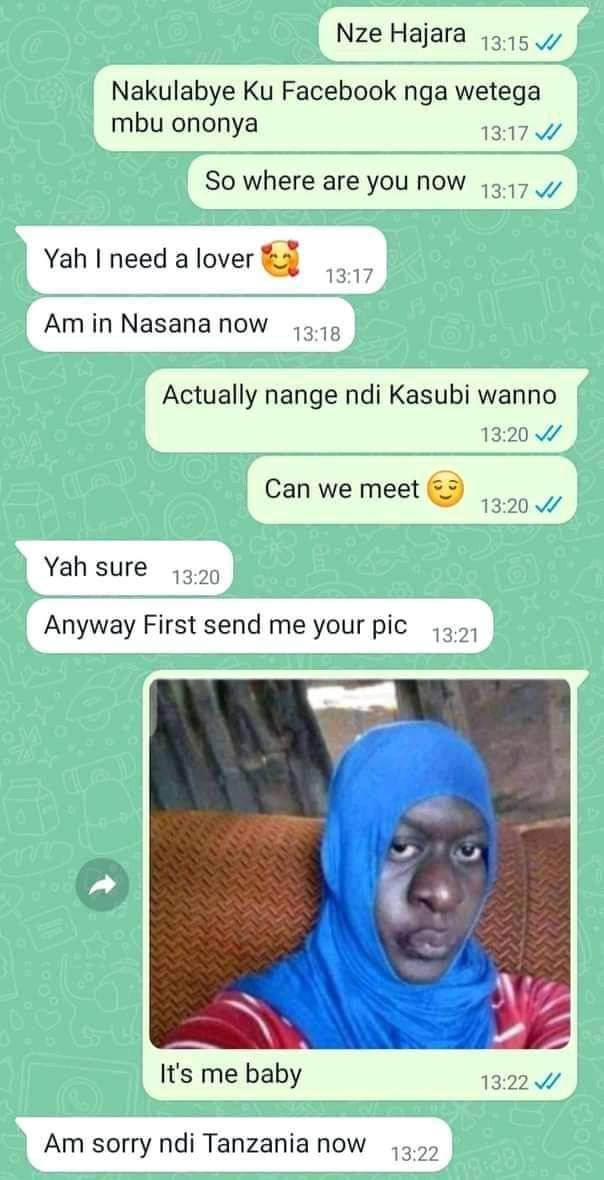 Nze Hajara 13:15
Nakulabye Ku Facebook nga wetega
mbu ononya 13:17
So where are you now 13:17
Yah I need a lover 🥰 13:17
Am in Nasana now 13:18
Actually nange ndi Kasubi wanno
13:20
Can we meet 😌 13:20
Yah sure 13:20
Anyway First send me your pic 13:21
It's me baby 13:22
Am sorry ndi Tanzania now 13:22